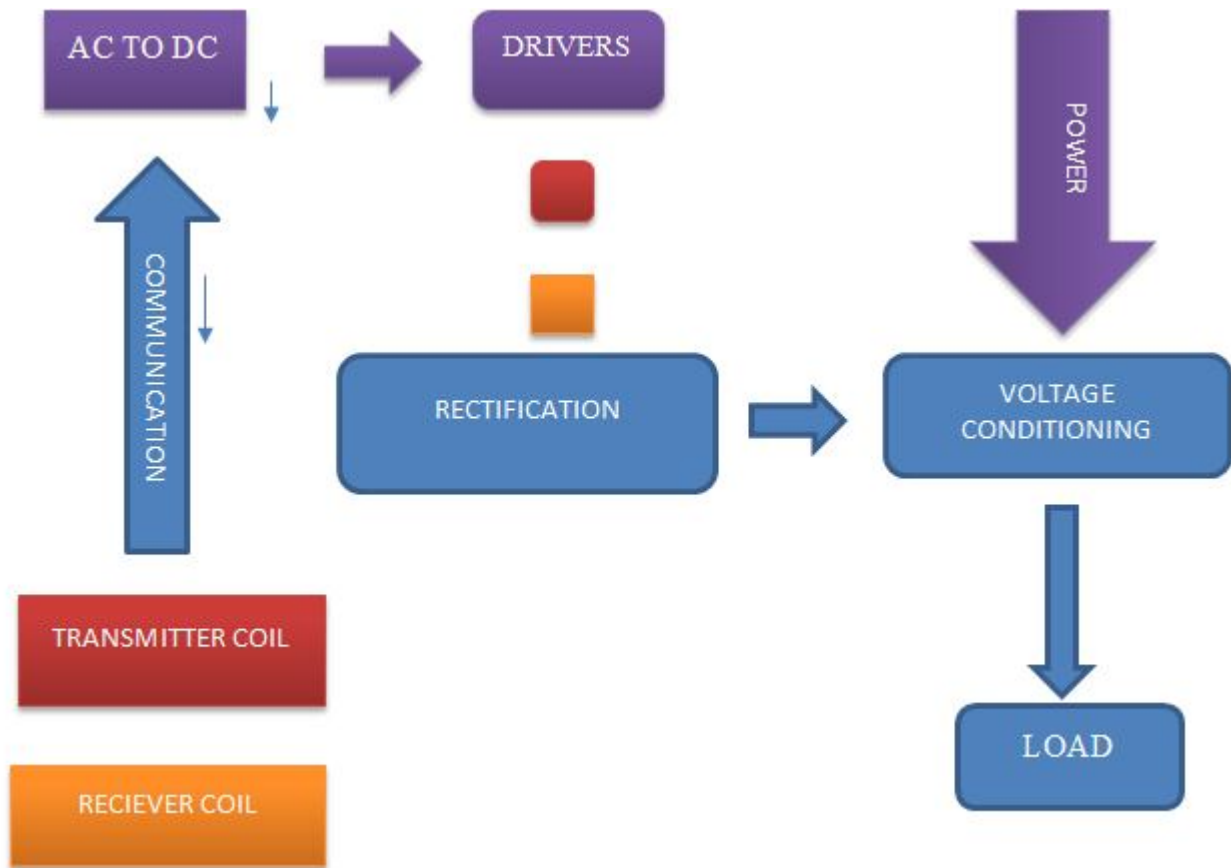 AC TO DC
DRIVERS
POWER
COMMUNICATION
RECTIFICATION
VOLTAGE
CONDITIONING
TRANSMITTER COIL
LOAD
RECIEVER COIL